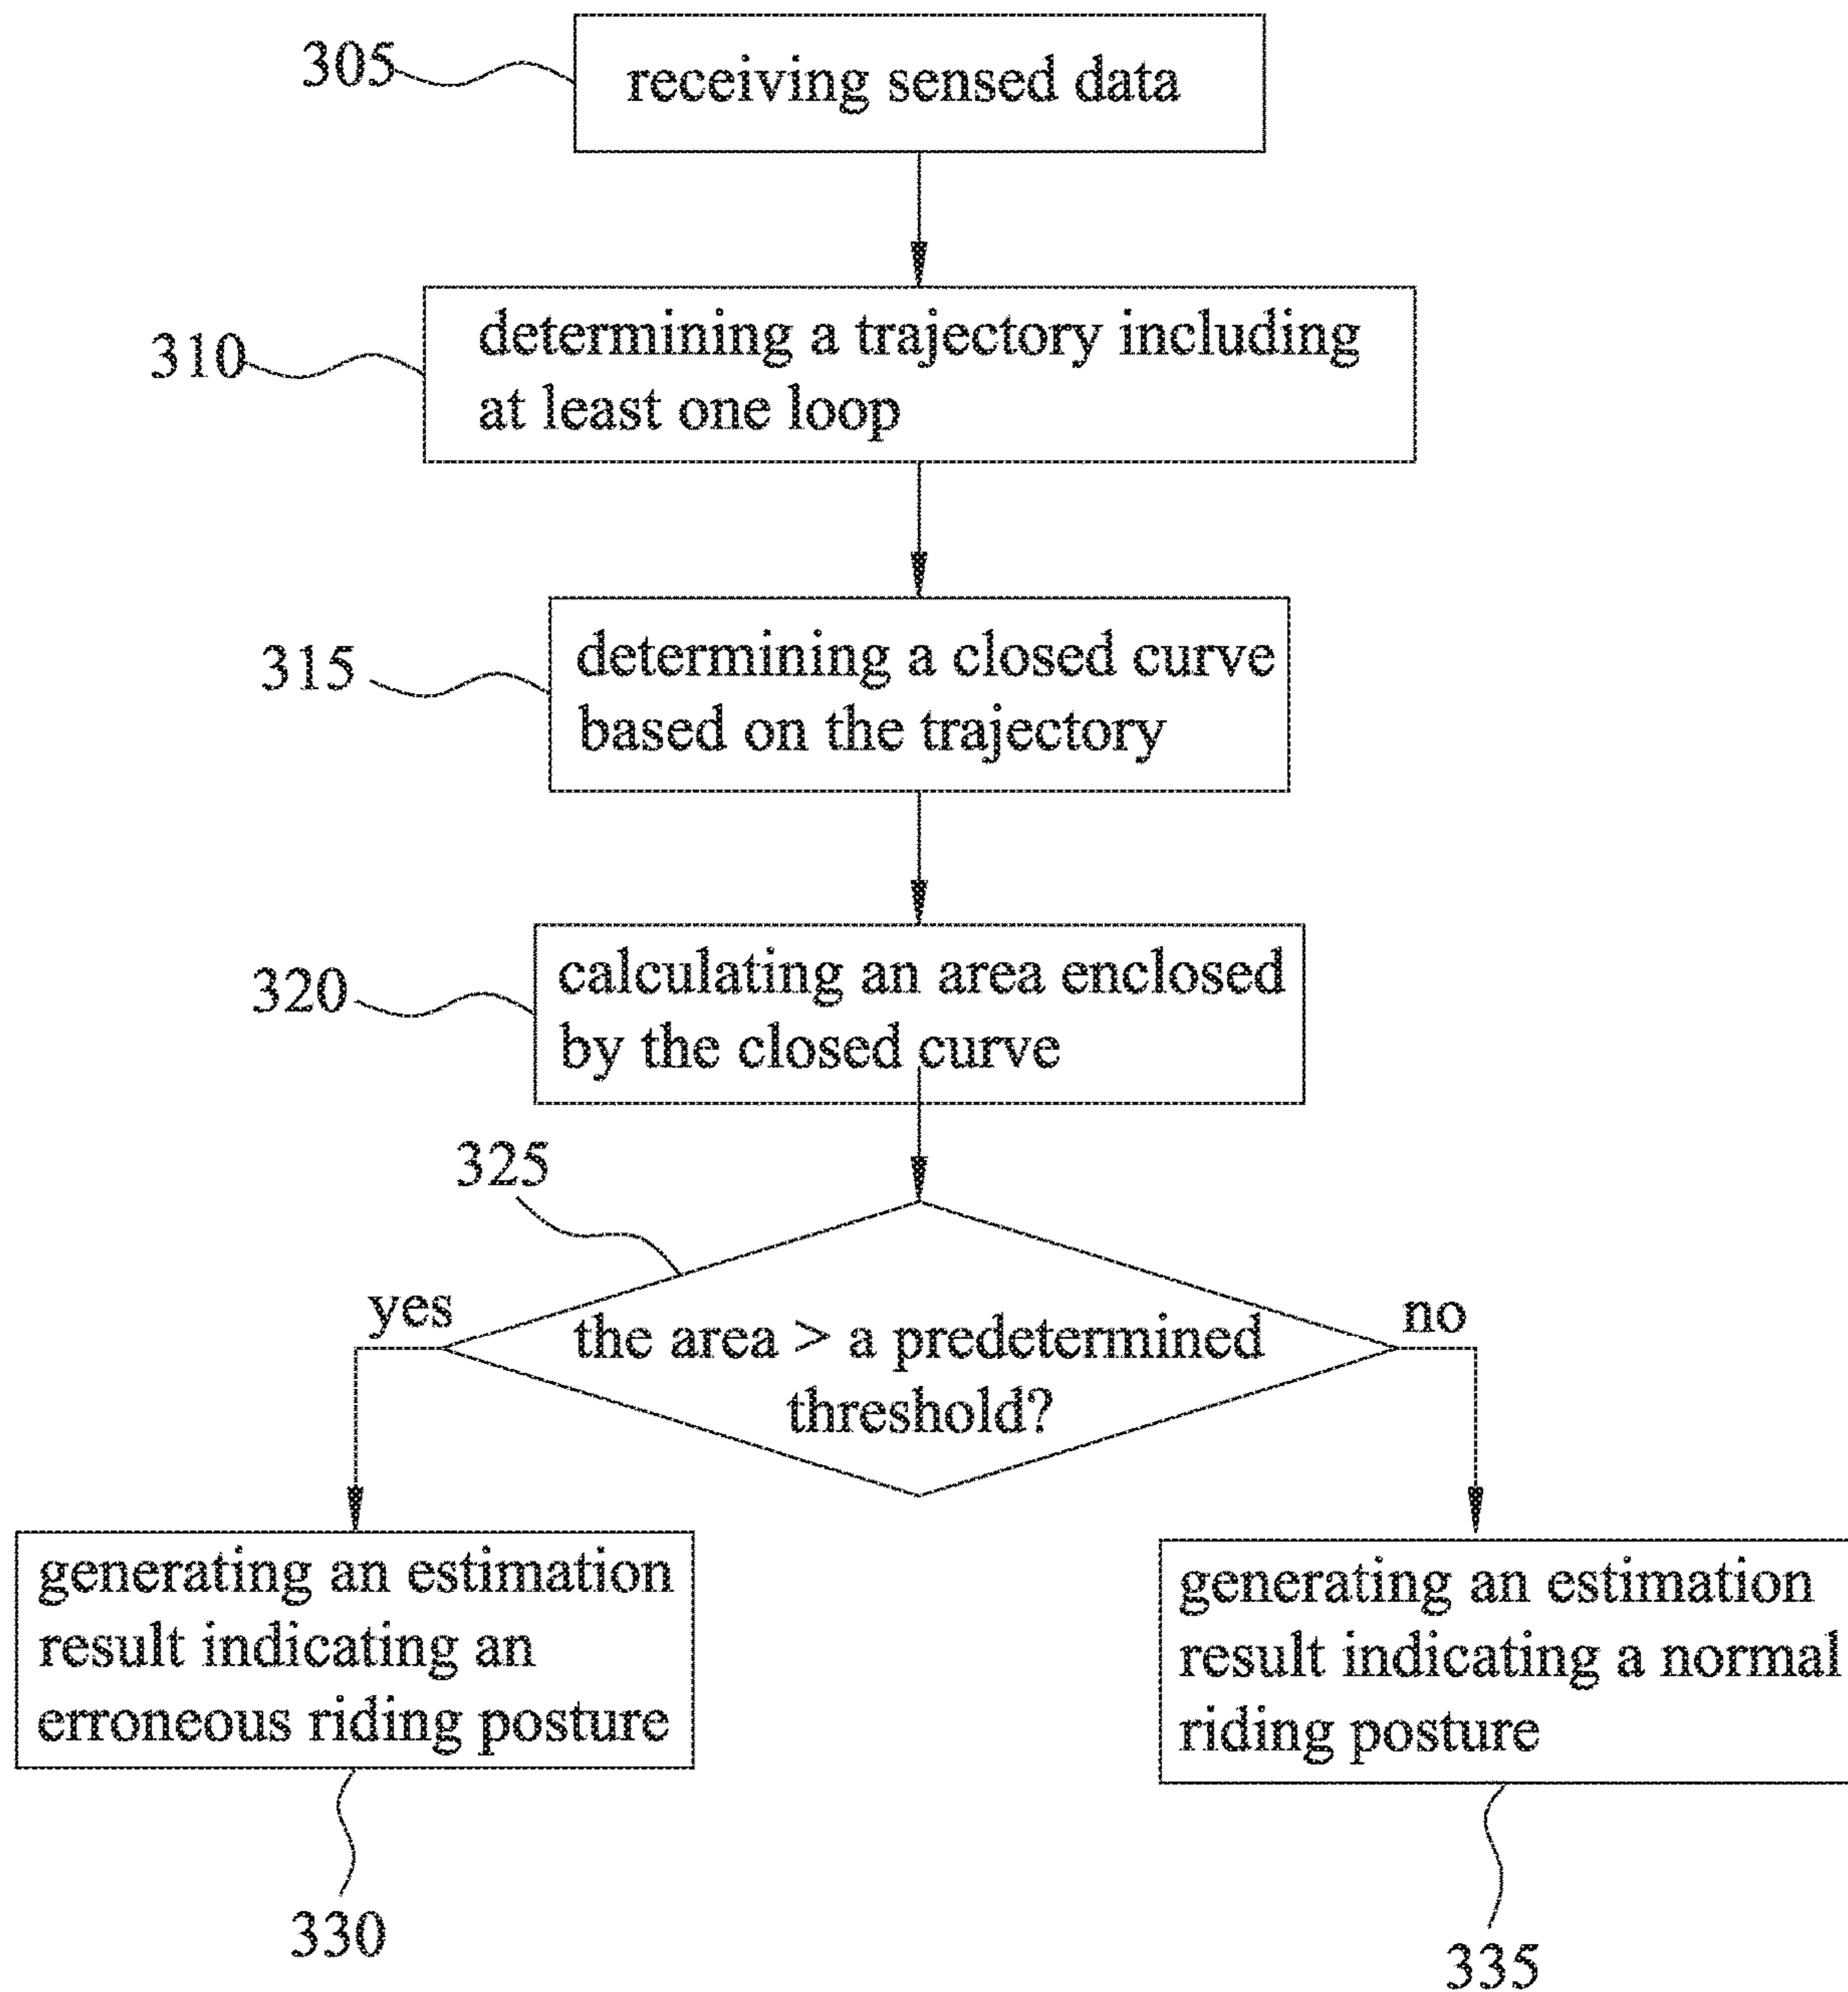 305
receiving sensed data
310
determining a trajectory including
at least one loop
315
determining a closed curve
based on the trajectory
320
calculating an area enclosed
by the closed curve
325
yes
the area > a predetermined
threshold?
no
generating an estimation
result indicating an
erroneous riding posture
generating an estimation
result indicating a normal
riding posture
330
335